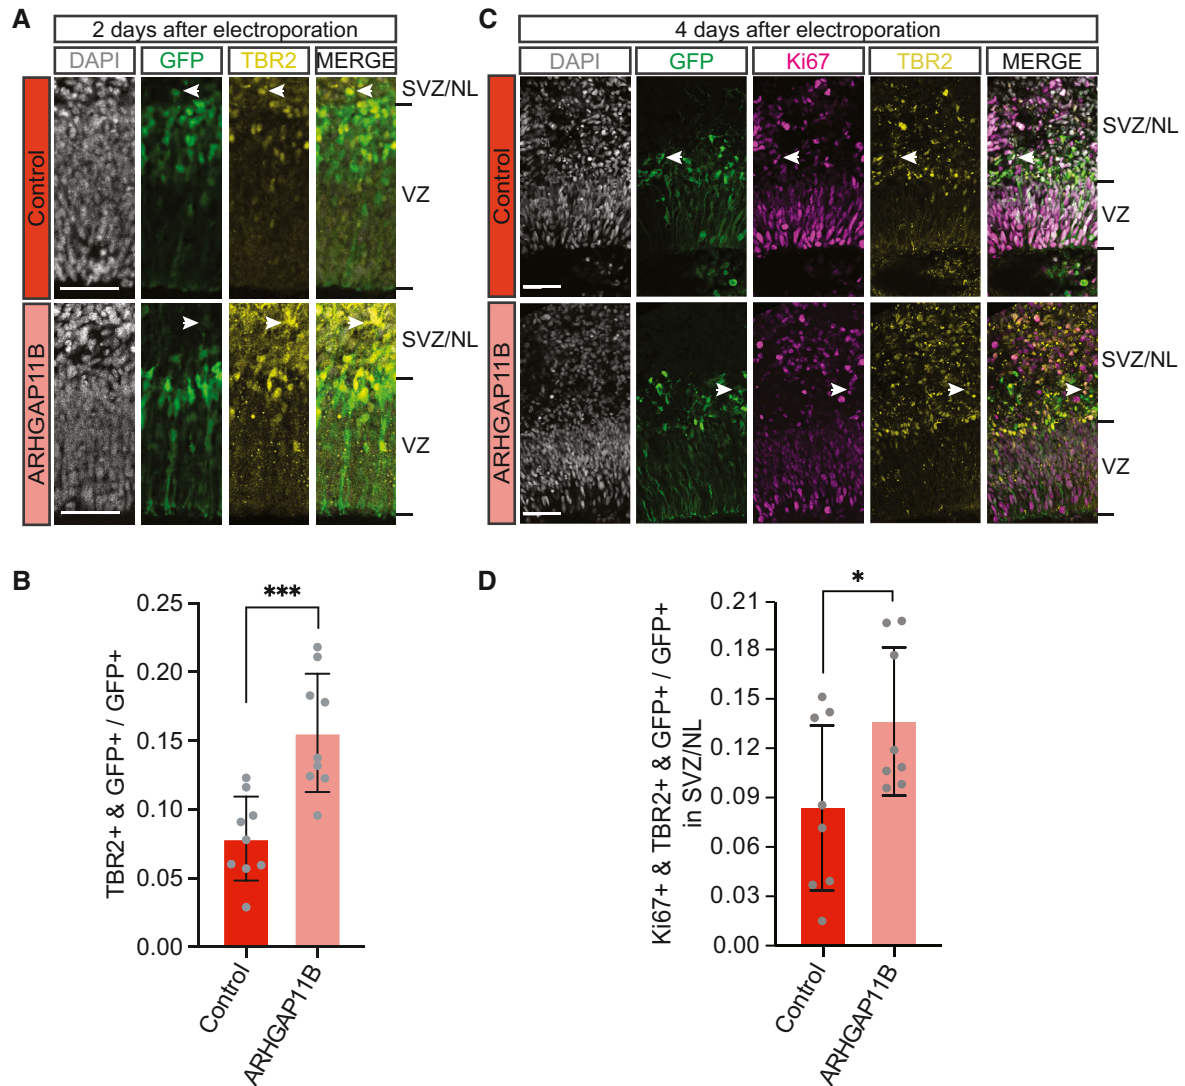 A
2 days after electroporation
DAPI GFP TBR2 MERGE
Control
SVZ/NL
VZ
ARHGAP11B
SVZ/NL
VZ
C
4 days after electroporation
DAPI GFP Ki67 TBR2 MERGE
Control
SVZ/NL
VZ
ARHGAP11B
SVZ/NL
VZ
B
TBR2+ & GFP+ / GFP+
0.25
0.20
0.15
0.10
0.05
0.00
***
Control
ARHGAP11B
D
Ki67+ & TBR2+ & GFP+ / GFP+
in SVZ/NL
0.21
0.18
0.15
0.12
0.09
0.06
0.03
0.00
*
Control
ARHGAP11B